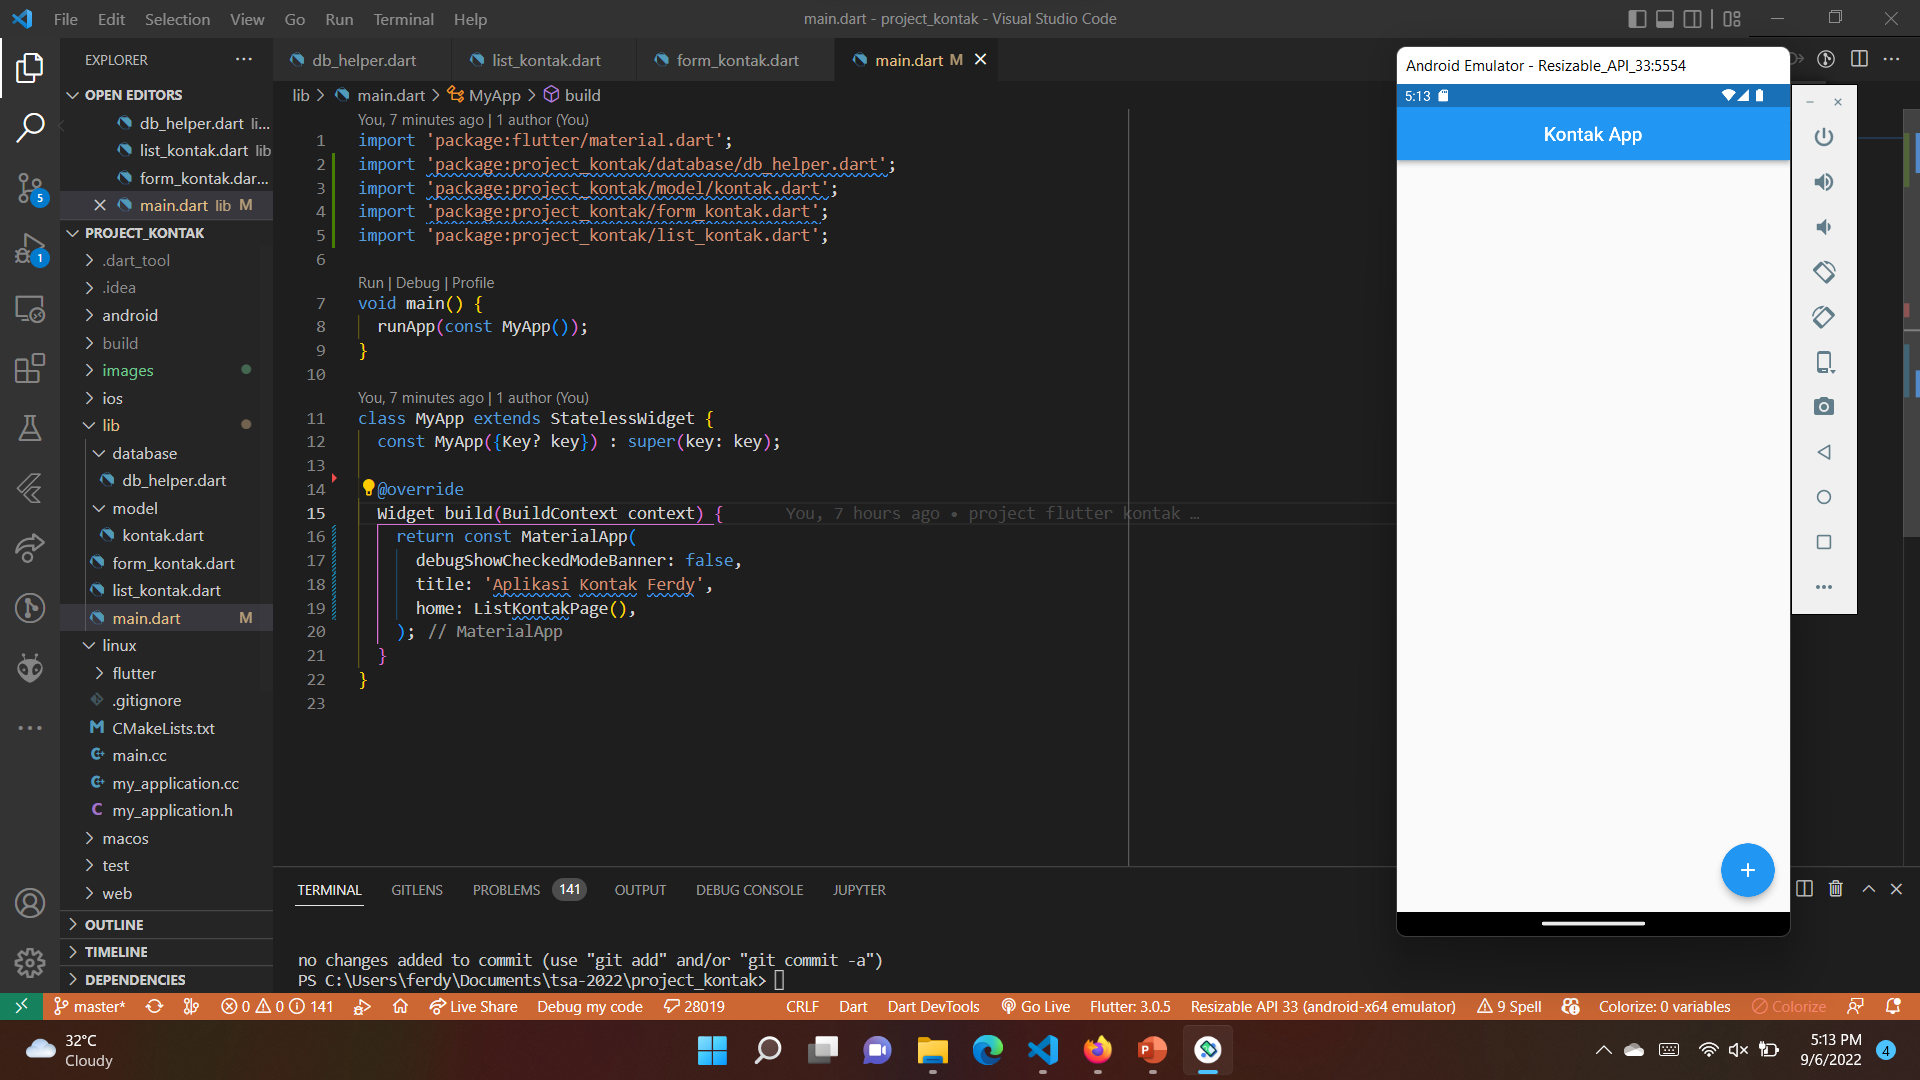 File Edit Selection View Go Run Terminal Help
main.dart - project_kontak - Visual Studio Code
EXPLORER
OPEN EDITORS
db_helper.dart li...
list_kontak.dart lib
form_kontak.dar...
main.dart lib M
PROJECT_KONTAK
.dart_tool
.idea
android
build
images
ios
lib
database
db_helper.dart
model
kontak.dart
form_kontak.dart
list_kontak.dart
main.dart M
linux
flutter
.gitignore
CMakeLists.txt
main.cc
my_application.cc
my_application.h
macos
test
web
OUTLINE
TIMELINE
DEPENDENCIES
5
1
db_helper.dart list_kontak.dart form_kontak.dart main.dart M
lib > main.dart > MyApp > build
You, 7 minutes ago | 1 author (You)
1 import 'package:flutter/material.dart';
2 import 'package:project_kontak/database/db_helper.dart';
3 import 'package:project_kontak/model/kontak.dart';
4 import 'package:project_kontak/form_kontak.dart';
5 import 'package:project_kontak/list_kontak.dart';
6
Run | Debug | Profile
7 void main() {
8 runApp(const MyApp());
9 }
10
You, 7 minutes ago | 1 author (You)
11 class MyApp extends StatelessWidget {
12 const MyApp({Key? key}) : super(key: key);
13
14 @override
15 Widget build(BuildContext context) { You, 7 hours ago • project flutter kontak …
16 return const MaterialApp(
17 debugShowCheckedModeBanner: false,
18 title: 'Aplikasi Kontak Ferdy',
19 home: ListKontakPage(),
20 ); // MaterialApp
21 }
22 }
23
Android Emulator - Resizable_API_33:5554
5:13
Kontak App
+
TERMINAL GITLENS PROBLEMS 141 OUTPUT DEBUG CONSOLE JUPYTER
no changes added to commit (use "git add" and/or "git commit -a")
PS C:\Users\ferdy\Documents\tsa-2022\project_kontak>
master* 0 0 141 Live Share Debug my code 28019 CRLF Dart Dart DevTools Go Live Flutter: 3.0.5 Resizable API 33 (android-x64 emulator) 9 Spell Colorize: 0 variables Colorize
32°C
Cloudy
5:13 PM
9/6/2022
4